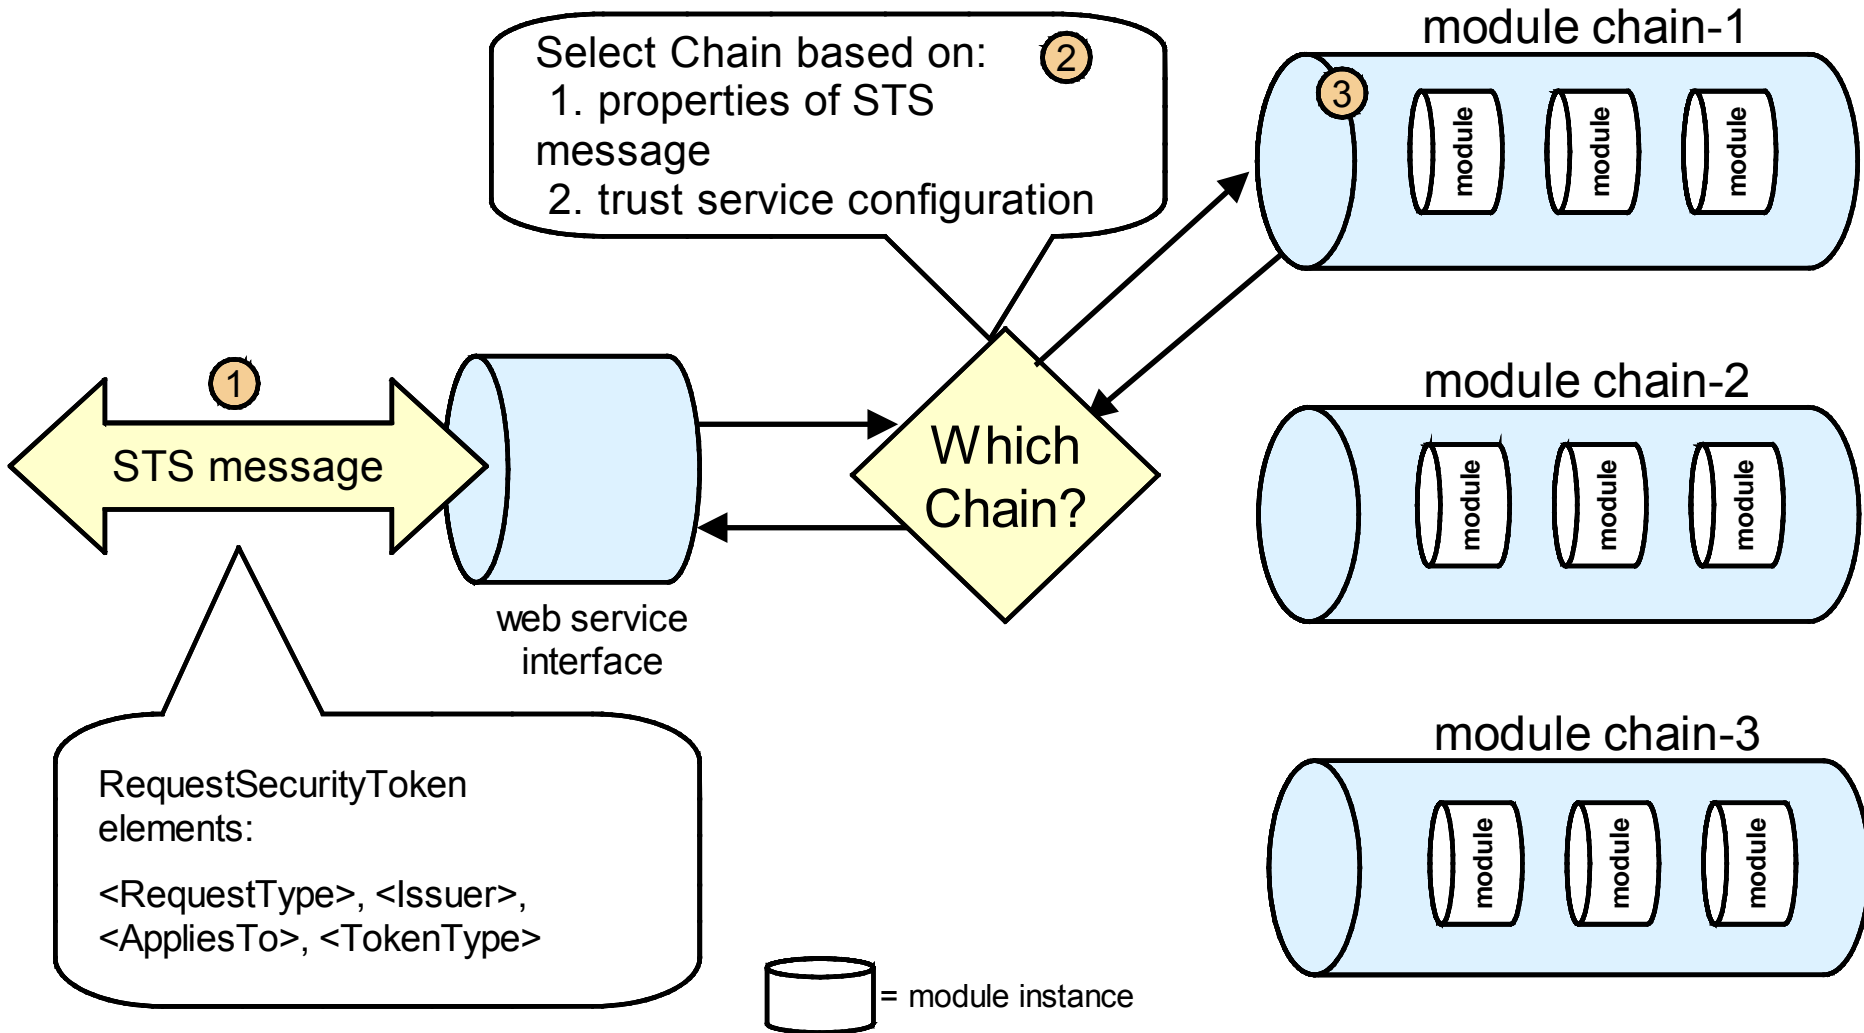 Select Chain based on:
2
1. properties of STS
message
2. trust service configuration
module chain-1
3
module
module
module
1
STS message
web service
interface
Which
Chain?
module chain-2
module
module
module
RequestSecurityToken
elements:
<RequestType>, <Issuer>,
<AppliesTo>, <TokenType>
module chain-3
module
module
module
= module instance